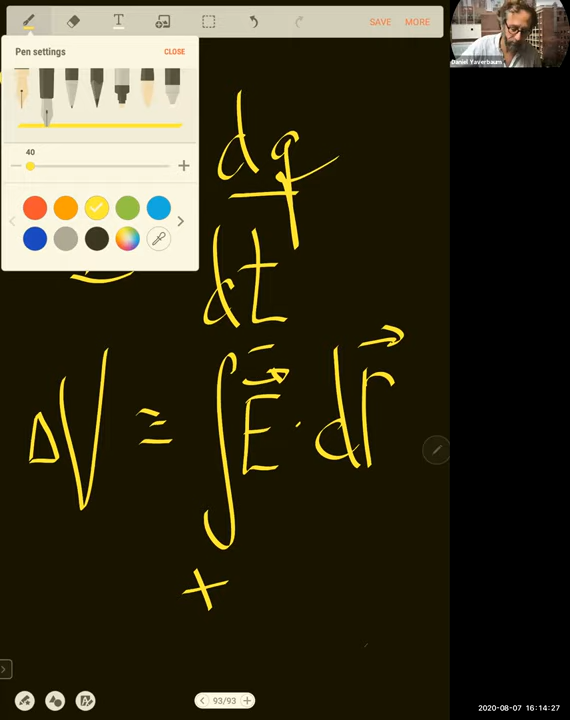 T
SAVE MORE
Pen settings CLOSE
Daniel Yaverbaum
40
dq
dt
ΔV ≡ ∫ E⃗ · dr⃗
-
+
93/93
2020-08-07 16:14:27